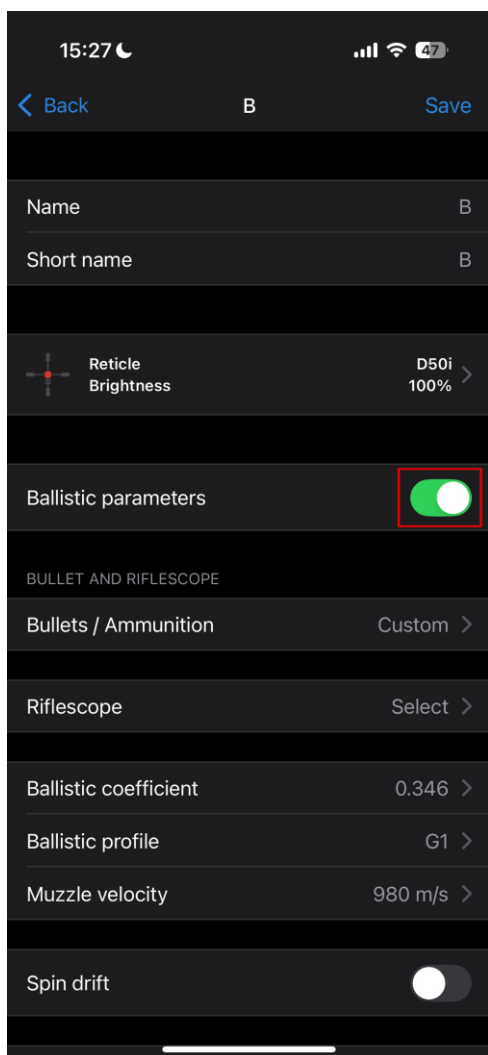 15:27 47
Back B Save
Name B
Short name B
Reticle D50i
Brightness 100%
Ballistic parameters
BULLET AND RIFLESCOPE
Bullets / Ammunition Custom
Riflescope Select
Ballistic coefficient 0.346
Ballistic profile G1
Muzzle velocity 980 m/s
Spin drift